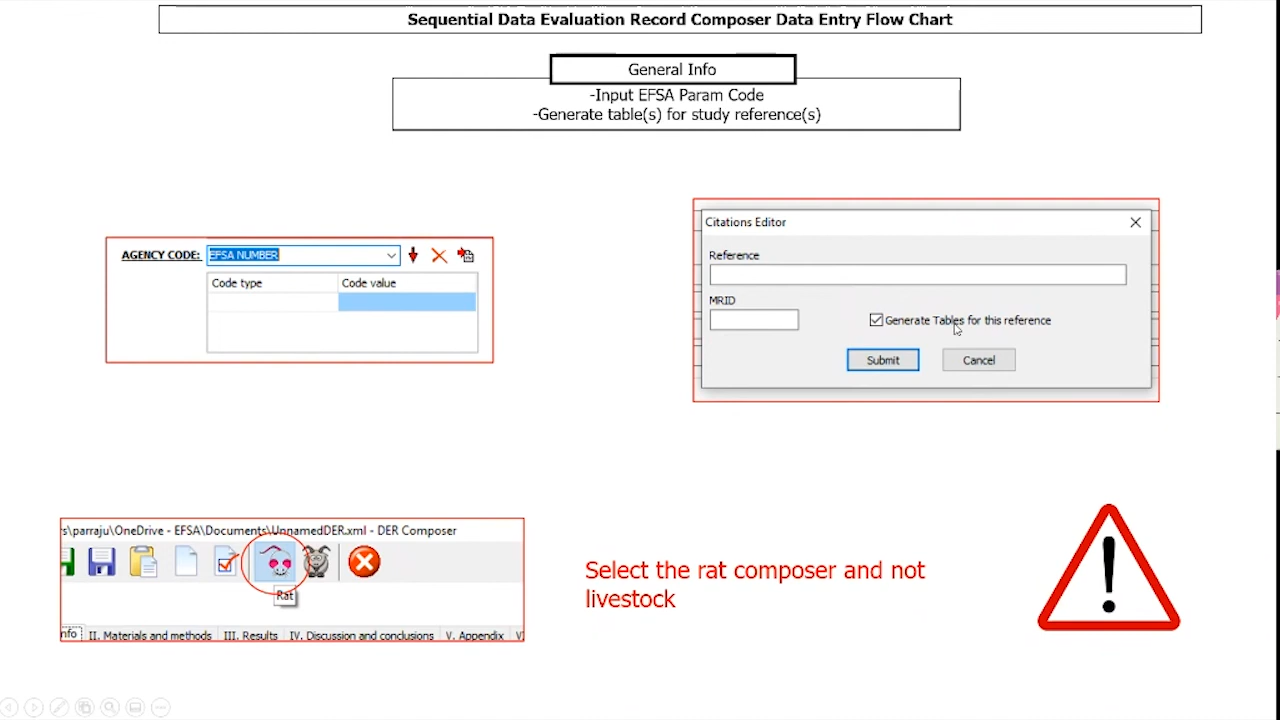 Sequential Data Evaluation Record Composer Data Entry Flow Chart
General Info
-Input EFSA Param Code
-Generate table(s) for study reference(s)
AGENCY CODE: EFSA NUMBER
Code type Code value
Citations Editor
Reference
MRID
Generate Tables for this reference
Submit Cancel
s\parraju\OneDrive - EFSA\Documents\UnnamedDER.xml - DER Composer
Rat
nfo II. Materials and methods III. Results IV. Discussion and conclusions V. Appendix VI
Select the rat composer and not
livestock